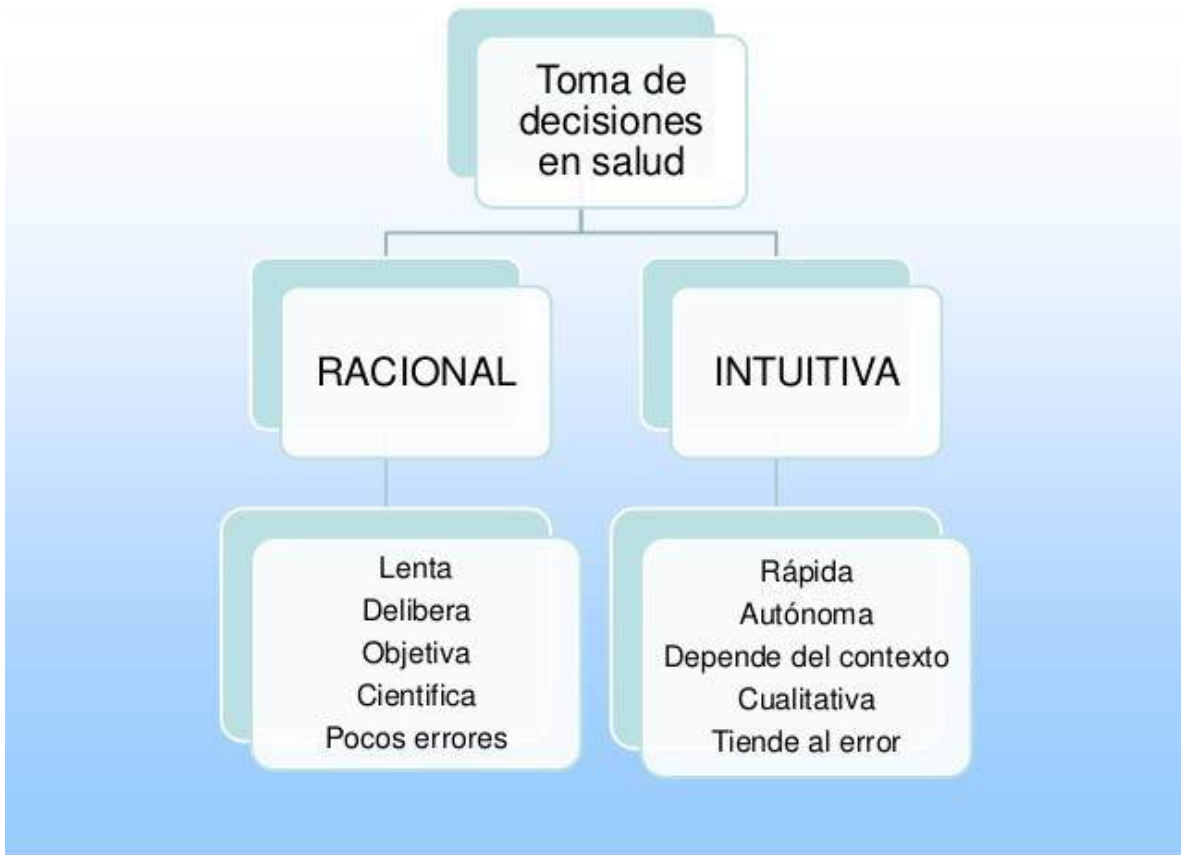 Toma de
decisiones
en salud
RACIONAL
INTUITIVA
Lenta
Delibera
Objetiva
Cientifica
Pocos errores
Rápida
Autónoma
Depende del contexto
Cualitativa
Tiende al error